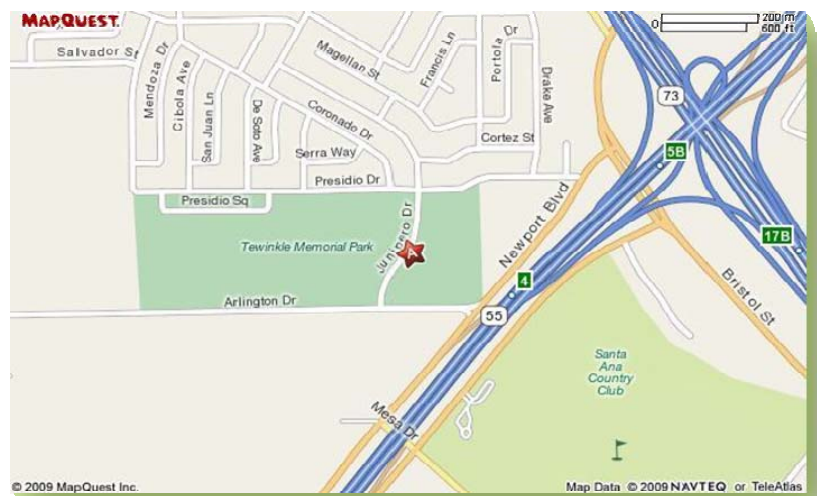 MAPQUEST.
200 m
600 ft
Salvador St
Mendoza Dr
Cibola Ave
San Juan Ln
De Soto Ave
Magellan St
Francis Ln
Portola Dr
Drake Ave
Coronado Dr
Cortez St
Serra Way
Presidio Dr
Presidio Sq
73
5B
17B
Newport Blvd
Tewinkle Memorial Park
Junipero Dr
A
4
55
Arlington Dr
Bristol St
Santa
Ana
Country
Club
Mesa Dr
© 2009 MapQuest Inc.
Map Data © 2009 NAVTEQ or TeleAtlas